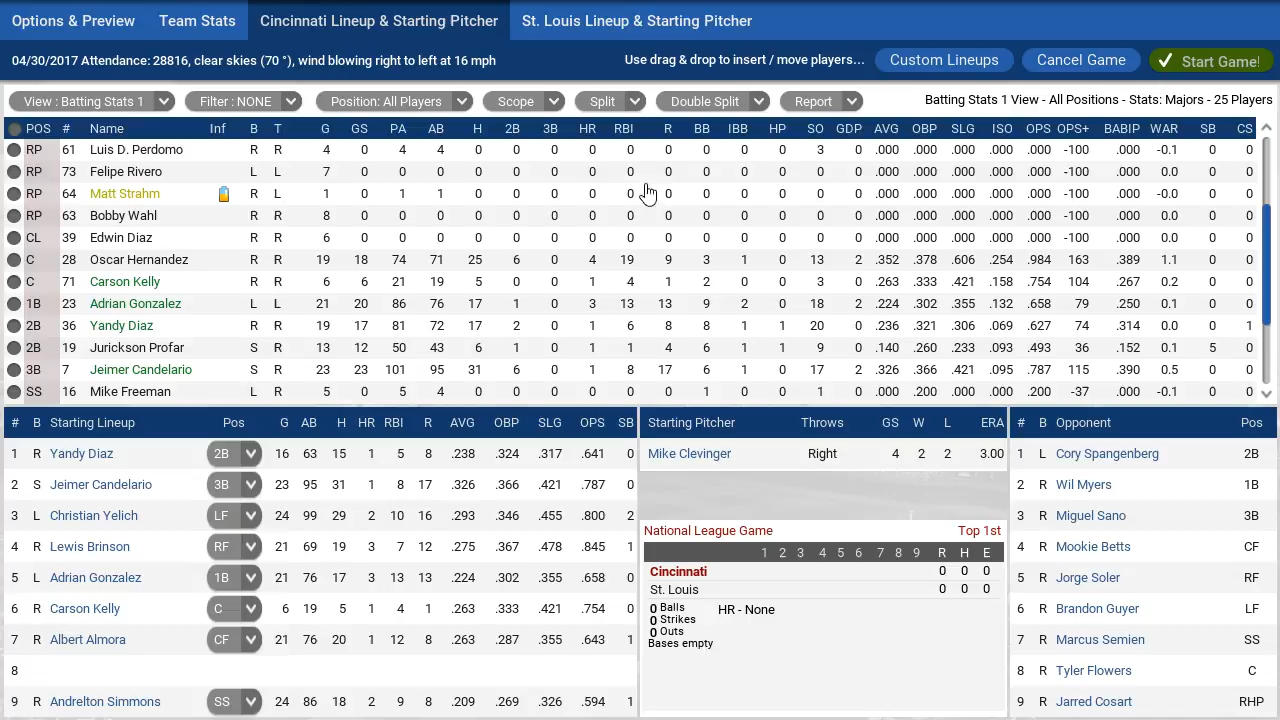 Options & Preview Team Stats Cincinnati Lineup & Starting Pitcher St. Louis Lineup & Starting Pitcher
04/30/2017 Attendance: 28816, clear skies (70 °), wind blowing right to left at 16 mph Use drag & drop to insert / move players... Custom Lineups Cancel Game Start Game!
View : Batting Stats 1 Filter : NONE Position: All Players Scope Split Double Split Report Batting Stats 1 View - All Positions - Stats: Majors - 25 Players
POS # Name Inf B T G GS PA AB H 2B 3B HR RBI R BB IBB HP SO GDP AVG OBP SLG ISO OPS OPS+ BABIP WAR SB CS
RP 61 Luis D. Perdomo R R 4 0 4 4 0 0 0 0 0 0 0 0 0 3 0 .000 .000 .000 .000 .000 -100 .000 -0.1 0 0
RP 73 Felipe Rivero L L 7 0 0 0 0 0 0 0 0 0 0 0 0 0 0 .000 .000 .000 .000 .000 -100 .000 0.0 0 0
RP 64 Matt Strahm R L 1 0 1 1 0 0 0 0 0 0 0 0 0 0 0 .000 .000 .000 .000 .000 -100 .000 -0.0 0 0
RP 63 Bobby Wahl R R 8 0 0 0 0 0 0 0 0 0 0 0 0 0 0 .000 .000 .000 .000 .000 -100 .000 0.0 0 0
CL 39 Edwin Diaz R R 6 0 0 0 0 0 0 0 0 0 0 0 0 0 0 .000 .000 .000 .000 .000 -100 .000 0.0 0 0
C 28 Oscar Hernandez R R 19 18 74 71 25 6 0 4 19 9 3 1 0 13 2 .352 .378 .606 .254 .984 163 .389 1.1 0 0
C 71 Carson Kelly R R 6 6 21 19 5 0 0 1 4 1 2 0 0 3 0 .263 .333 .421 .158 .754 104 .267 0.2 0 0
1B 23 Adrian Gonzalez L L 21 20 86 76 17 1 0 3 13 13 9 2 0 18 2 .224 .302 .355 .132 .658 79 .250 0.1 0 0
2B 36 Yandy Diaz R R 19 17 81 72 17 2 0 1 6 8 8 1 1 20 0 .236 .321 .306 .069 .627 74 .314 0.0 0 1
2B 19 Jurickson Profar S R 13 12 50 43 6 1 0 1 1 4 6 1 1 9 0 .140 .260 .233 .093 .493 36 .152 0.1 5 0
3B 7 Jeimer Candelario S R 23 23 101 95 31 6 0 1 8 17 6 1 0 17 2 .326 .366 .421 .095 .787 115 .390 0.5 0 0
SS 16 Mike Freeman L R 5 0 5 4 0 0 0 0 0 0 1 0 0 1 0 .000 .200 .000 .000 .200 -37 .000 -0.1 0 0
# B Starting Lineup Pos G AB H HR RBI R AVG OBP SLG OPS SB
1 R Yandy Diaz 2B 16 63 15 1 5 8 .238 .324 .317 .641 0
2 S Jeimer Candelario 3B 23 95 31 1 8 17 .326 .366 .421 .787 0
3 L Christian Yelich LF 24 99 29 2 10 16 .293 .346 .455 .800 2
4 R Lewis Brinson RF 21 69 19 3 7 12 .275 .367 .478 .845 1
5 L Adrian Gonzalez 1B 21 76 17 3 13 13 .224 .302 .355 .658 0
6 R Carson Kelly C 6 19 5 1 4 1 .263 .333 .421 .754 0
7 R Albert Almora CF 21 76 20 1 12 8 .263 .287 .355 .643 1
8
9 R Andrelton Simmons SS 24 86 18 2 9 8 .209 .269 .326 .594 1
Starting Pitcher Throws GS W L ERA
Mike Clevinger Right 4 2 2 3.00
National League Game Top 1st
1 2 3 4 5 6 7 8 9 R H E
Cincinnati 0 0 0
St. Louis 0 0 0
0 Balls HR - None
0 Strikes
0 Outs
Bases empty
# B Opponent Pos
1 L Cory Spangenberg 2B
2 R Wil Myers 1B
3 R Miguel Sano 3B
4 R Mookie Betts CF
5 R Jorge Soler RF
6 R Brandon Guyer LF
7 R Marcus Semien SS
8 R Tyler Flowers C
9 R Jarred Cosart RHP